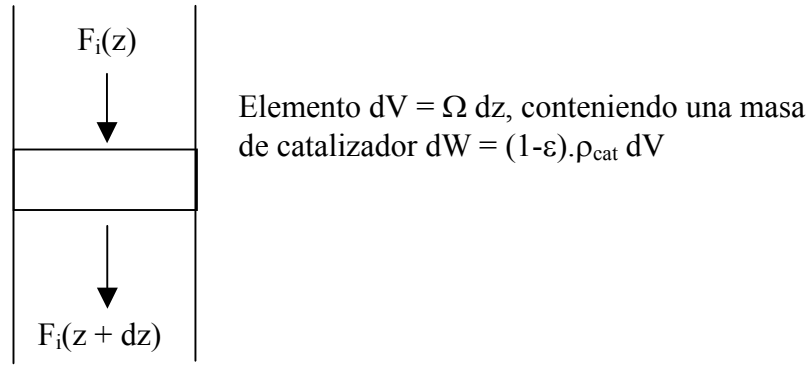 Fᵢ(z)
Elemento dV = Ω dz, conteniendo una masa
de catalizador dW = (1-ε).ρcat dV
Fᵢ(z + dz)